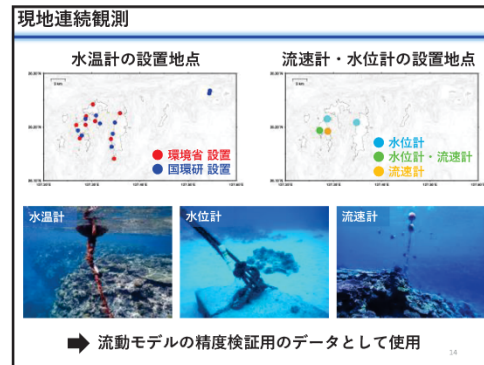 現地連続観測
水温計の設置地点
流速計・水位計の設置地点
環境省 設置
国環研 設置
水位計
水位計・流速計
流速計
水温計
水位計
流速計
➡ 流動モデルの精度検証用のデータとして使用
14